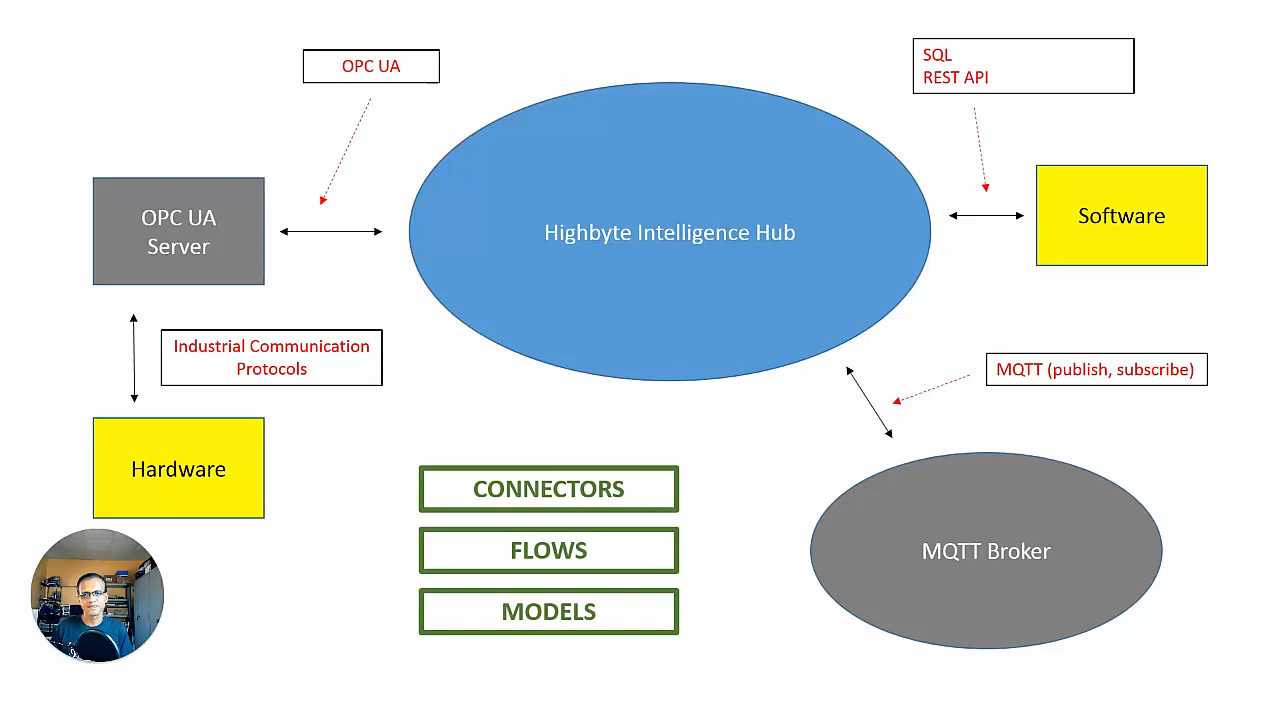 OPC UA
SQL
REST API
OPC UA
Server
Highbyte Intelligence Hub
Software
Industrial Communication
Protocols
MQTT (publish, subscribe)
Hardware
CONNECTORS
FLOWS
MODELS
MQTT Broker